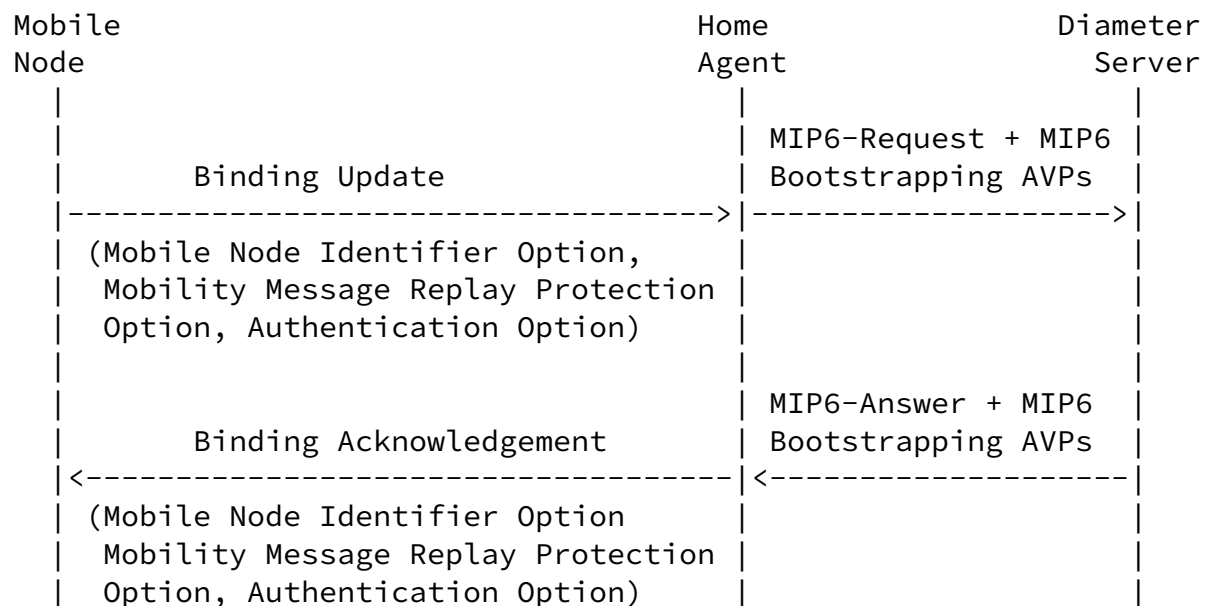 Mobile                                Home                Diameter
Node                                  Agent                 Server
  |                                     |                     |
  |                                     | MIP6-Request + MIP6 |
  |       Binding Update                | Bootstrapping AVPs  |
  |------------------------------------>|-------------------->|
  | (Mobile Node Identifier Option,     |                     |
  |  Mobility Message Replay Protection |                     |
  |  Option, Authentication Option)     |                     |
  |                                     |                     |
  |                                     | MIP6-Answer + MIP6  |
  |       Binding Acknowledgement       | Bootstrapping AVPs  |
  |<------------------------------------|<--------------------|
  | (Mobile Node Identifier Option      |                     |
  |  Mobility Message Replay Protection |                     |
  |  Option, Authentication Option)     |                     |